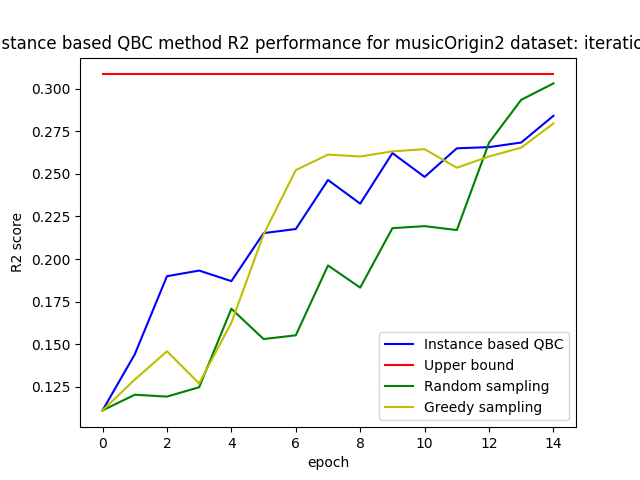 stance based QBC method R2 performance for musicOrigin2 dataset: iteratio
0.300
0.275
0.250
0.225
0.200
0.175
0.150
0.125
R2 score
Instance based QBC
Upper bound
Random sampling
Greedy sampling
0 2 4 6 8 10 12 14
epoch